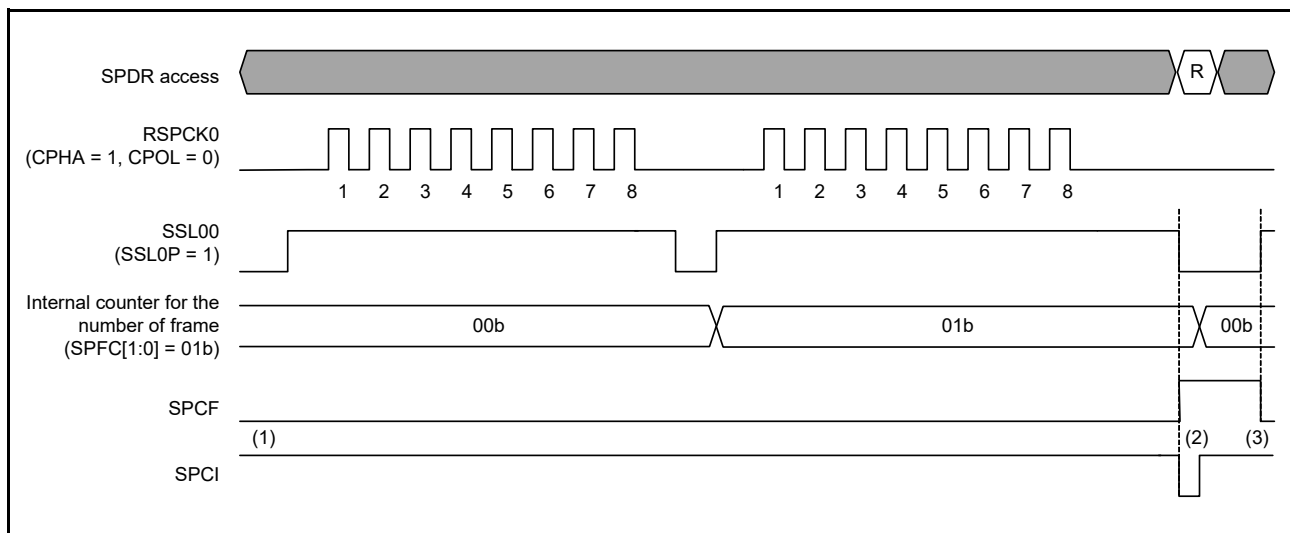 SPDR access
R
RSPCK0
(CPHA = 1, CPOL = 0)
1 2 3 4 5 6 7 8 1 2 3 4 5 6 7 8
SSL00
(SSL0P = 1)
Internal counter for the
number of frame
(SPFC[1:0] = 01b)
00b 01b 00b
SPCF
(1) (2) (3)
SPCI